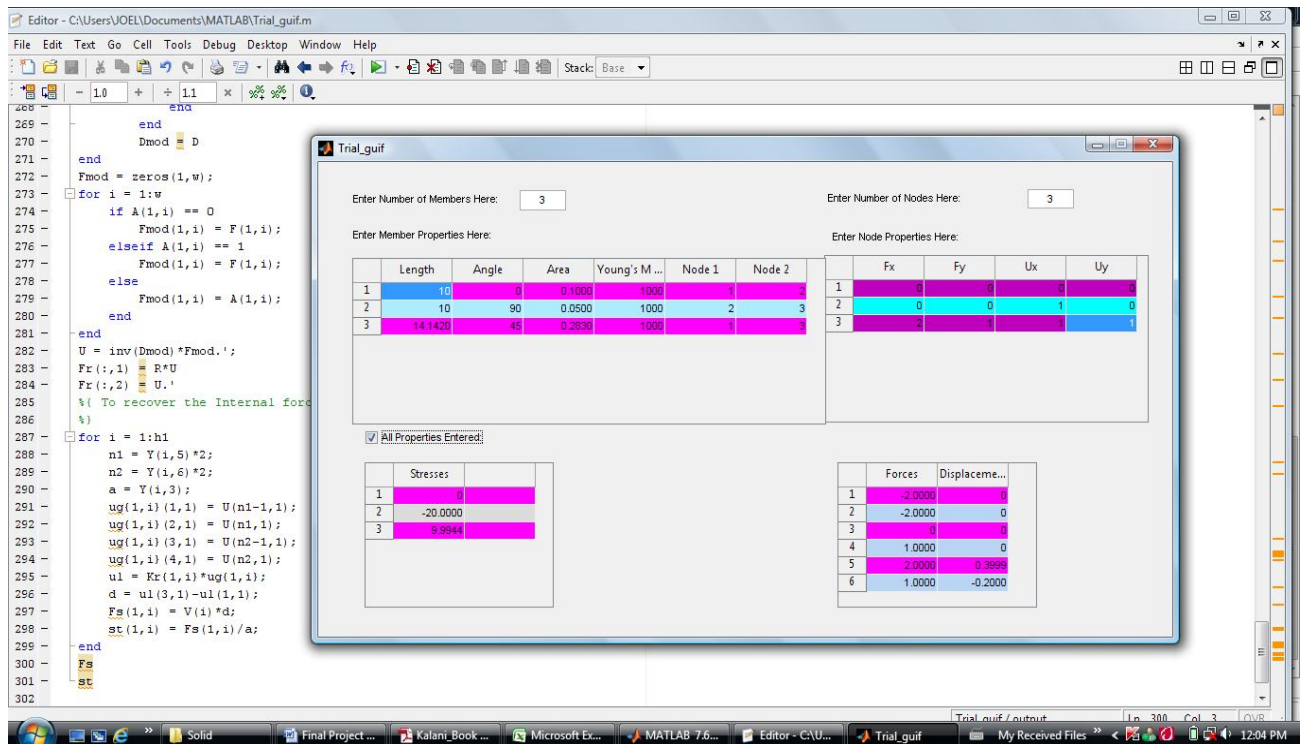 Editor - C:\Users\JOEL\Documents\MATLAB\Trial_guif.m
File Edit Text Go Cell Tools Debug Desktop Window Help
Stack: Base
- 1.0 + ÷ 1.1 ×
268 - end
269 - end
270 - Dmod = D
271 - end
272 - Fmod = zeros(1,w);
273 - for i = 1:w
274 - if A(1,i) == 0
275 - Fmod(1,i) = F(1,i);
276 - elseif A(1,i) == 1
277 - Fmod(1,i) = F(1,i);
278 - else
279 - Fmod(1,i) = A(1,i);
280 - end
281 - end
282 - U = inv(Dmod)*Fmod.';
283 - Fr(:,1) = R*U
284 - Fr(:,2) = U.'
285 %{ To recover the Internal forc
286 %}
287 - for i = 1:h1
288 - n1 = Y(i,5)*2;
289 - n2 = Y(i,6)*2;
290 - a = Y(i,3);
291 - ug{1,i}(1,1) = U(n1-1,1);
292 - ug{1,i}(2,1) = U(n1,1);
293 - ug{1,i}(3,1) = U(n2-1,1);
294 - ug{1,i}(4,1) = U(n2,1);
295 - ul = Kr{1,i}*ug{1,i};
296 - d = ul(3,1)-ul(1,1);
297 - Fs(1,i) = V(i)*d;
298 - st(1,i) = Fs(1,i)/a;
299 - end
300 - Fs
301 - st
302
Trial_guif
Enter Number of Members Here: 3
Enter Number of Nodes Here: 3
Enter Member Properties Here:
Enter Node Properties Here:
Length Angle Area Young's M ... Node 1 Node 2
1 10 0 0.1000 1000 1 2
2 10 90 0.0500 1000 2 3
3 14.1420 45 0.2830 1000 1 3
Fx Fy Ux Uy
1 0 0 0 0
2 0 0 1 0
3 2 1 1 1
All Properties Entered:
Stresses
1 0
2 -20.0000
3 9.9944
Forces Displaceme...
1 -2.0000 0
2 -2.0000 0
3 0 0
4 1.0000 0
5 2.0000 0.3999
6 1.0000 -0.2000
Trial_guif / output Ln 300 Col 3 OVR
Solid Final Project ... Kalani_Book ... Microsoft Ex... MATLAB 7.6... Editor - C:\U... Trial_guif My Received Files » 12:04 PM